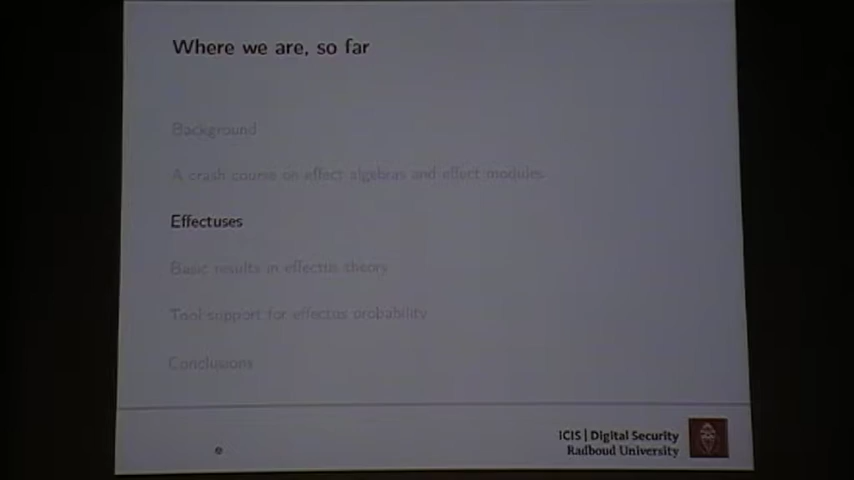 Where we are, so far
Background
A crash course on effect algebras and effect modules
Effectuses
Basic results in effectus theory
Tool support for effectus probability
Conclusions
iCIS | Digital Security
Radboud University